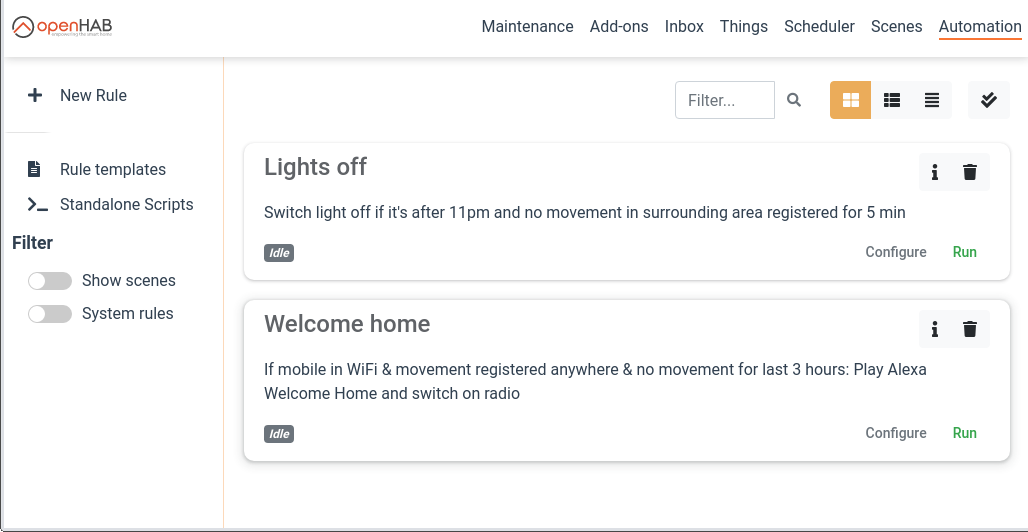 openHAB
empowering the smart home
Maintenance Add-ons Inbox Things Scheduler Scenes Automation
New Rule
Filter...
Rule templates
Standalone Scripts
Filter
Show scenes
System rules
Lights off
Switch light off if it's after 11pm and no movement in surrounding area registered for 5 min
Idle
Configure Run
Welcome home
If mobile in WiFi & movement registered anywhere & no movement for last 3 hours: Play Alexa
Welcome Home and switch on radio
Idle
Configure Run